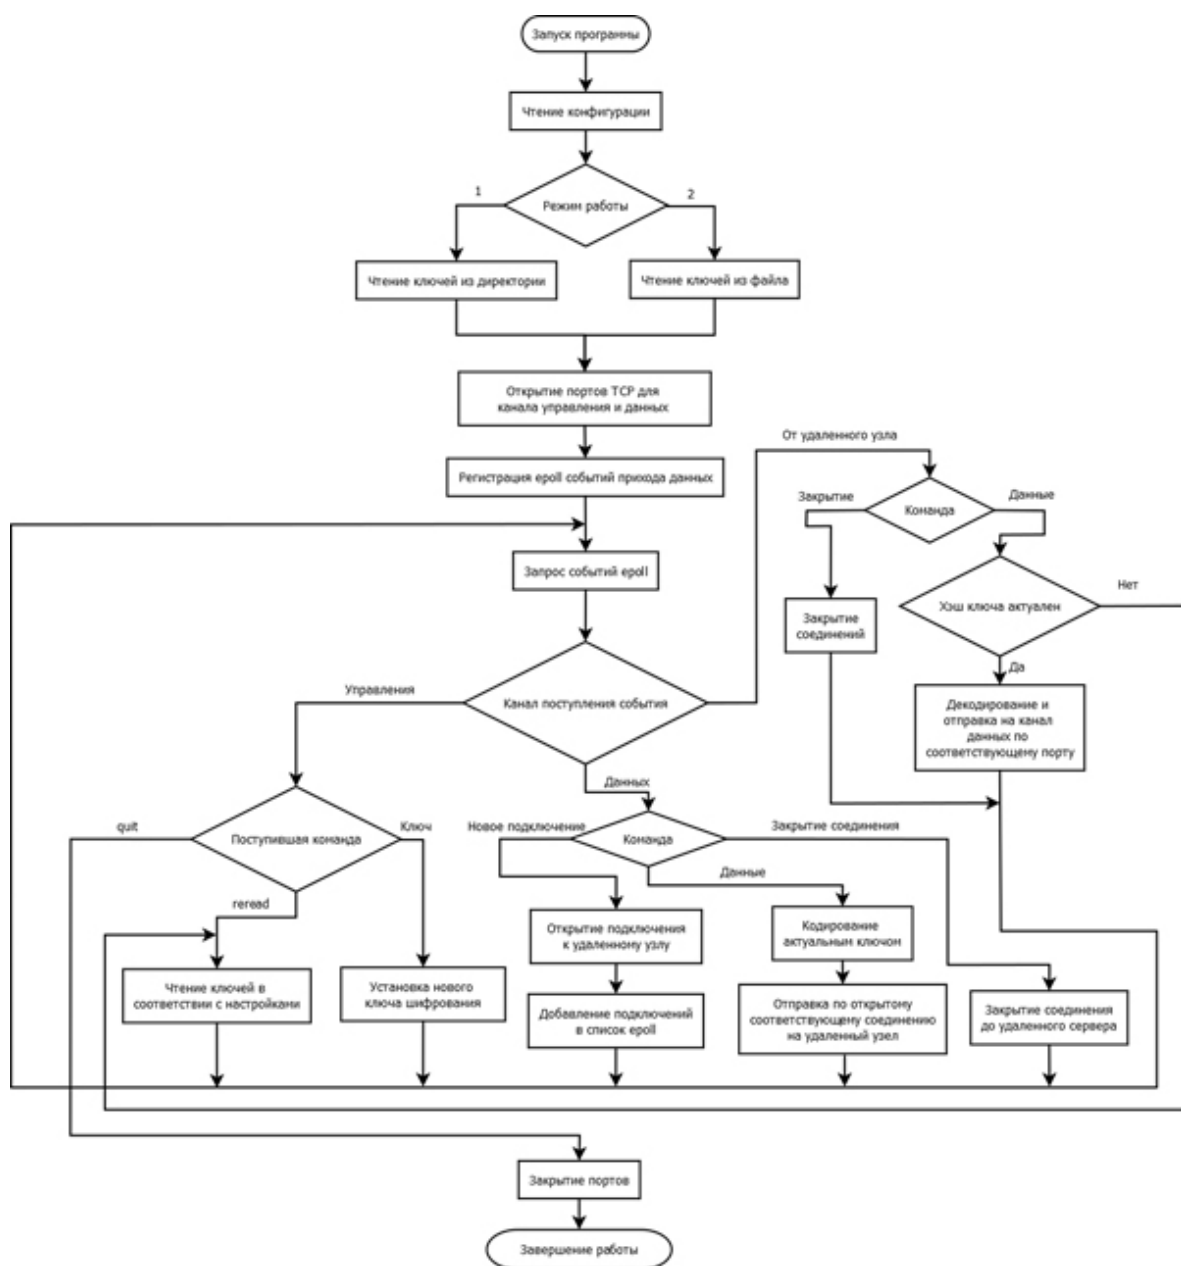 Запуск программы
Чтение конфигурации
1
2
Режим работы
Чтение ключей из директории
Чтение ключей из файла
Открытие портов TCP для
канала управления и данных
От удаленного узла
Регистрация epoll событий прихода данных
Закрытие
Данные
Команда
Запрос событий epoll
Нет
Хэш ключа актуален
Закрытие
соединений
Да
Управления
Канал поступления события
Декодирование и
отправка на канал
данных по
соответствующему порту
Данных
quit
Поступившая команда
Ключ
Новое подключение
Команда
Закрытие соединения
Данные
reread
Открытие подключения
к удаленному узлу
Кодирование
актуальным ключом
Чтение ключей в
соответствии с настройками
Установка нового
ключа шифрования
Добавление подключений
в список epoll
Отправка по открытому
соответствующему соединению
на удаленный узел
Закрытие соединения
до удаленного сервера
Закрытие портов
Завершение работы